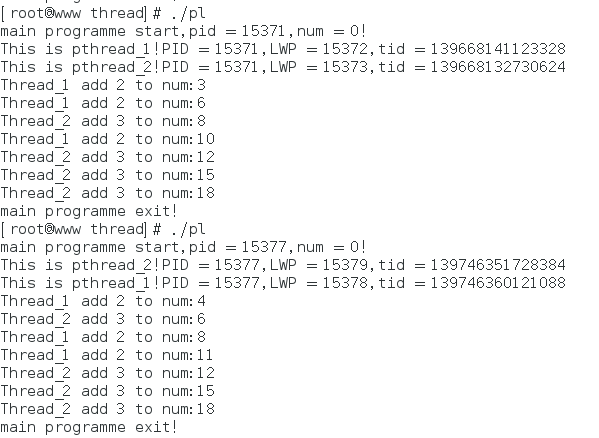 [root@www thread]# ./pl
main programme start,pid =15371,num =0!
This is pthread_1!PID =15371,LWP =15372,tid =139668141123328
This is pthread_2!PID =15371,LWP =15373,tid =139668132730624
Thread_1 add 2 to num:3
Thread_1 add 2 to num:6
Thread_2 add 3 to num:8
Thread_1 add 2 to num:10
Thread_2 add 3 to num:12
Thread_2 add 3 to num:15
Thread_2 add 3 to num:18
main programme exit!
[root@www thread]# ./pl
main programme start,pid =15377,num =0!
This is pthread_2!PID =15377,LWP =15379,tid =139746351728384
This is pthread_1!PID =15377,LWP =15378,tid =139746360121088
Thread_1 add 2 to num:4
Thread_2 add 3 to num:6
Thread_1 add 2 to num:8
Thread_1 add 2 to num:11
Thread_2 add 3 to num:12
Thread_2 add 3 to num:15
Thread_2 add 3 to num:18
main programme exit!